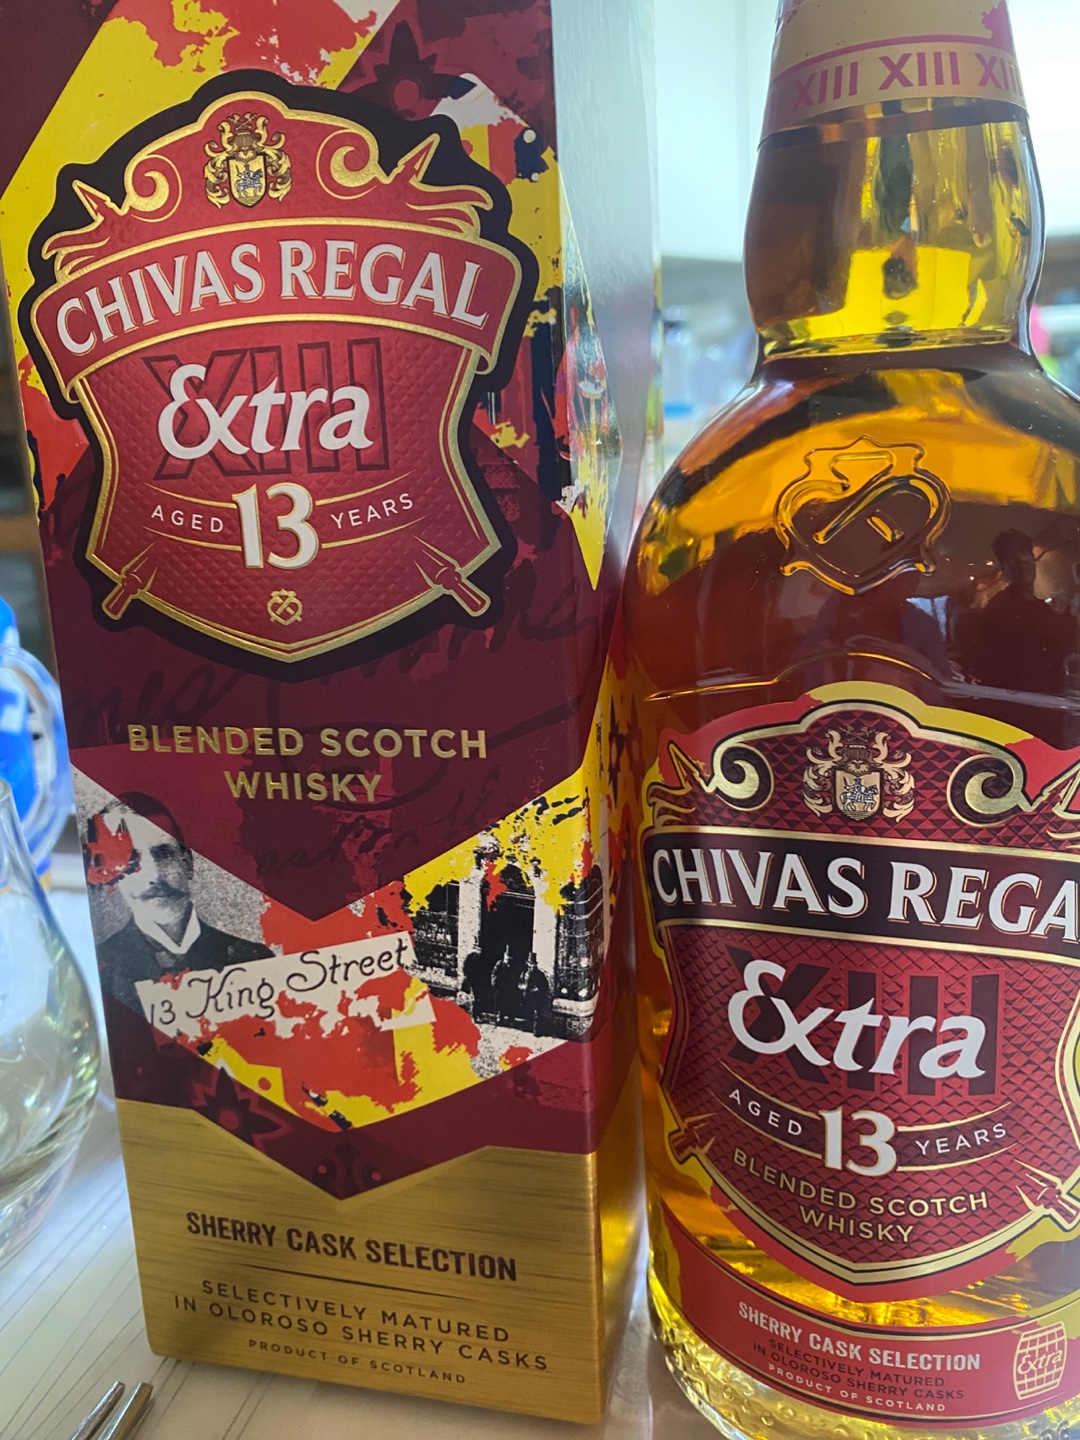 CHIVAS REGAL
XIII
Extra
AGED 13 YEARS
BLENDED SCOTCH
WHISKY
13 King Street
SHERRY CASK SELECTION
SELECTIVELY MATURED
IN OLOROSO SHERRY CASKS
PRODUCT OF SCOTLAND
XIII XIII XII
CHIVAS REGA
XIII
Extra
AGED 13 YEARS
BLENDED SCOTCH
WHISKY
SHERRY CASK SELECTION
SELECTIVELY MATURED
IN OLOROSO SHERRY CASKS
PRODUCT OF SCOTLAND
Extra